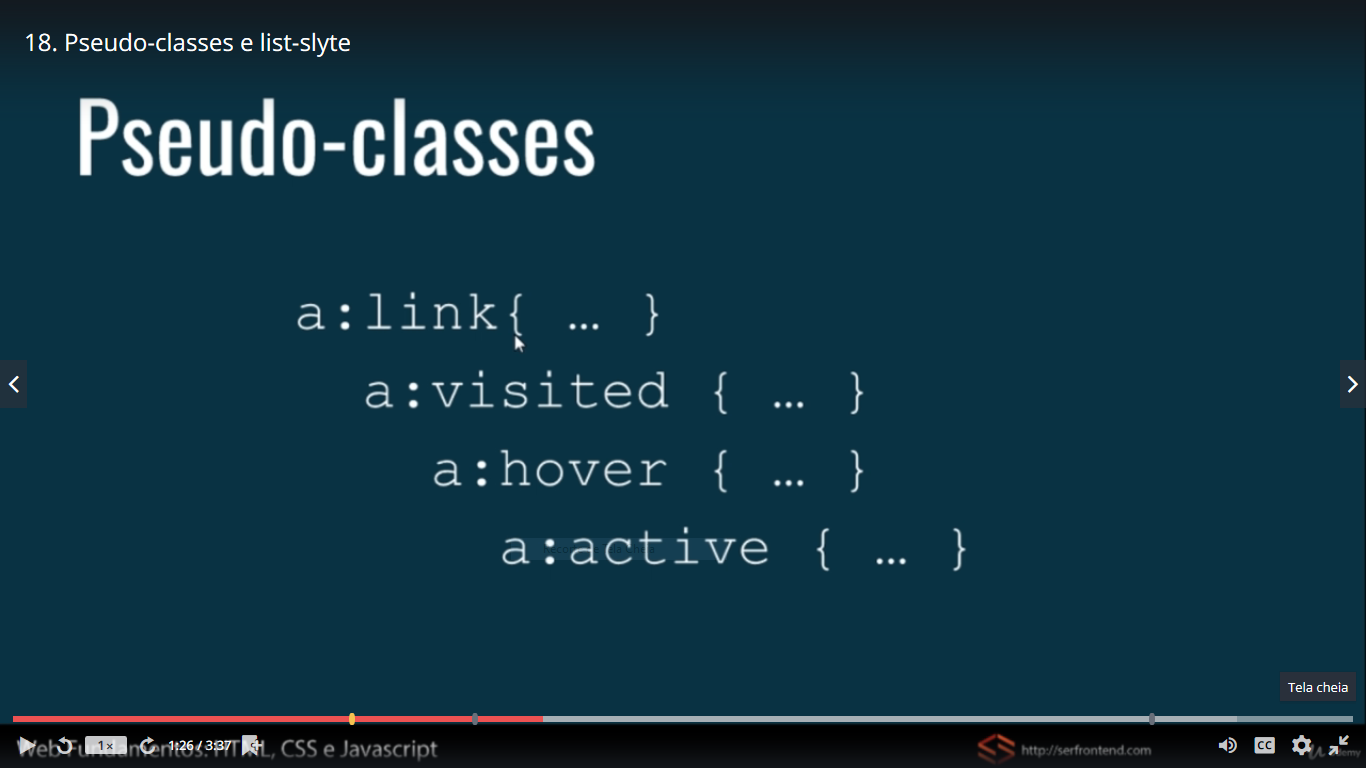 18. Pseudo-classes e list-slyte
Pseudo-classes
a:link{ … }
a:visited { … }
a:hover { … }
a:active { … }
Tela cheia
Web Fundamentos: HTML, CSS e Javascript
1× 1:26 / 3:37
http://serfrontend.com
CC